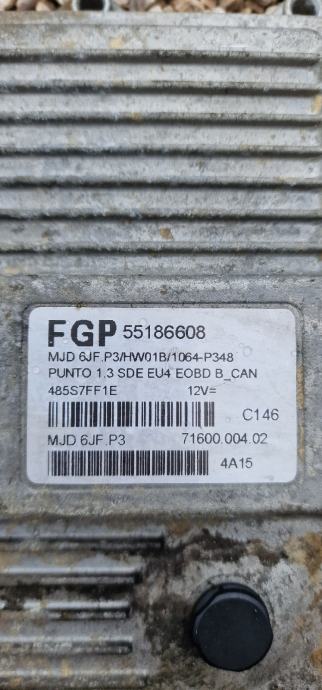 FGP 55186608
MJD 6JF.P3/HW01B/1064-P348
PUNTO 1,3 SDE EU4 EOBD B_CAN
485S7FF1E 12V=
C146
MJD 6JF.P3 71600.004.02
4A15